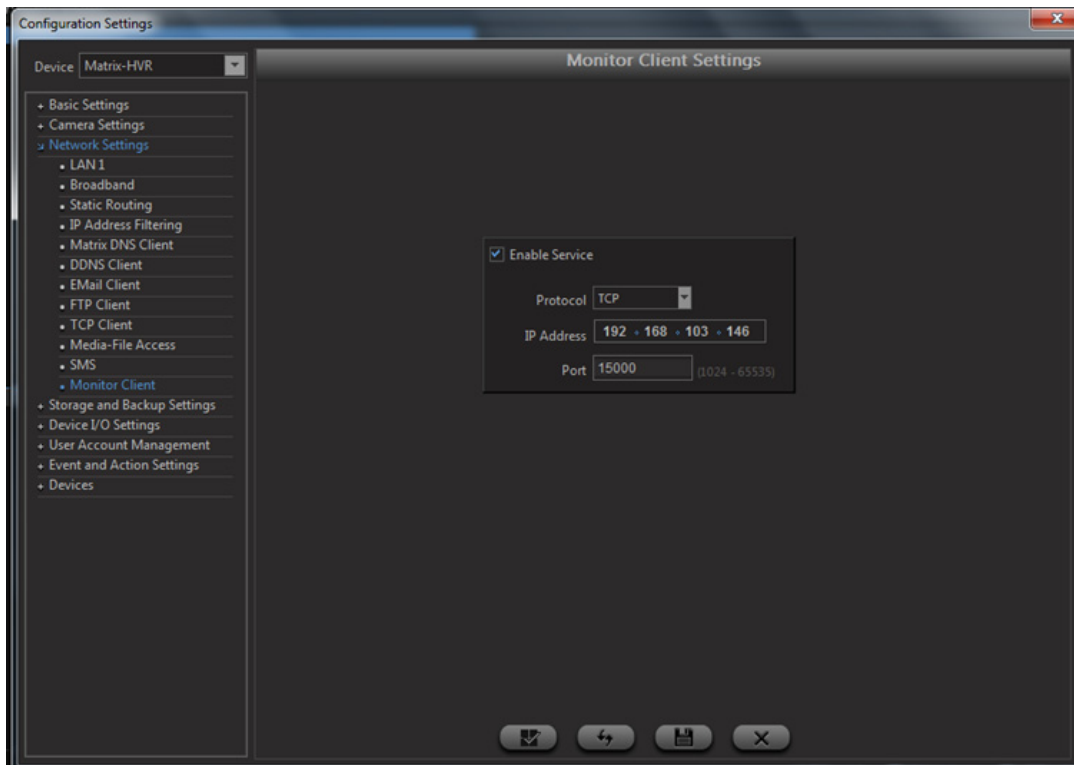 Configuration Settings
Device Matrix-HVR
Monitor Client Settings
+ Basic Settings
+ Camera Settings
Network Settings
LAN 1
Broadband
Static Routing
IP Address Filtering
Matrix DNS Client
DDNS Client
EMail Client
FTP Client
TCP Client
Media-File Access
SMS
Monitor Client
+ Storage and Backup Settings
+ Device I/O Settings
+ User Account Management
+ Event and Action Settings
+ Devices
Enable Service
Protocol TCP
IP Address 192 . 168 . 103 . 146
Port 15000 (1024 - 65535)